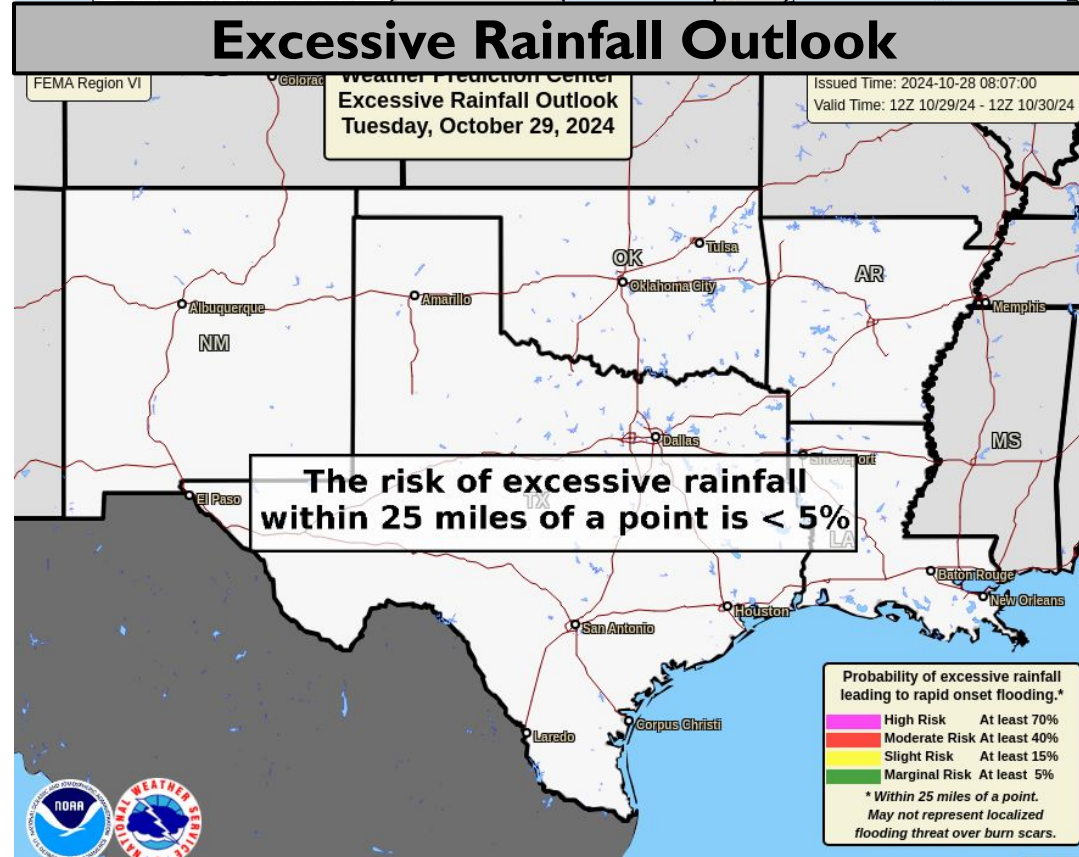 Excessive Rainfall Outlook
FEMA Region VI
Weather Prediction Center
Excessive Rainfall Outlook
Tuesday, October 29, 2024
Issued Time: 2024-10-28 08:07:00
Valid Time: 12Z 10/29/24 - 12Z 10/30/24
Colorad
Tulsa
OK
Oklahoma City
AR
Albuquerque
Amarillo
Memphis
NM
Dallas
MS
Shreveport
The risk of excessive rainfall
within 25 miles of a point is < 5%
TX
LA
El Paso
Baton Rouge
New Orleans
Houston
San Antonio
Corpus Christi
Laredo
Probability of excessive rainfall
leading to rapid onset flooding.*
High Risk At least 70%
Moderate Risk At least 40%
Slight Risk At least 15%
Marginal Risk At least 5%
* Within 25 miles of a point.
May not represent localized
flooding threat over burn scars.
NOAA
NATIONAL WEATHER SERVICE